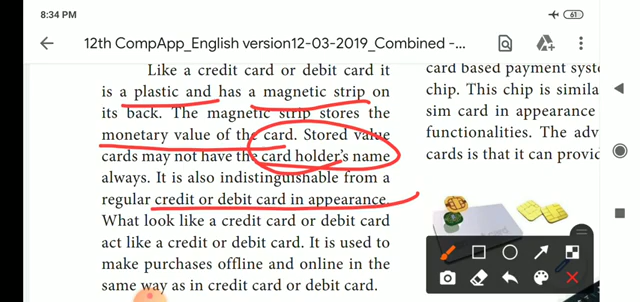 8:34 PM
61
12th CompApp_English version12-03-2019_Combined -...
Like a credit card or debit card it
is a plastic and has a magnetic strip on
its back. The magnetic strip stores the
monetary value of the card. Stored value
cards may not have the card holder's name
always. It is also indistinguishable from a
regular credit or debit card in appearance.
What look like a credit card or debit card
act like a credit or debit card. It is used to
make purchases offline and online in the
same way as in credit card or debit card.
card based payment syste
chip. This chip is simila
sim card in appearance
functionalities. The adv
cards is that it can provid